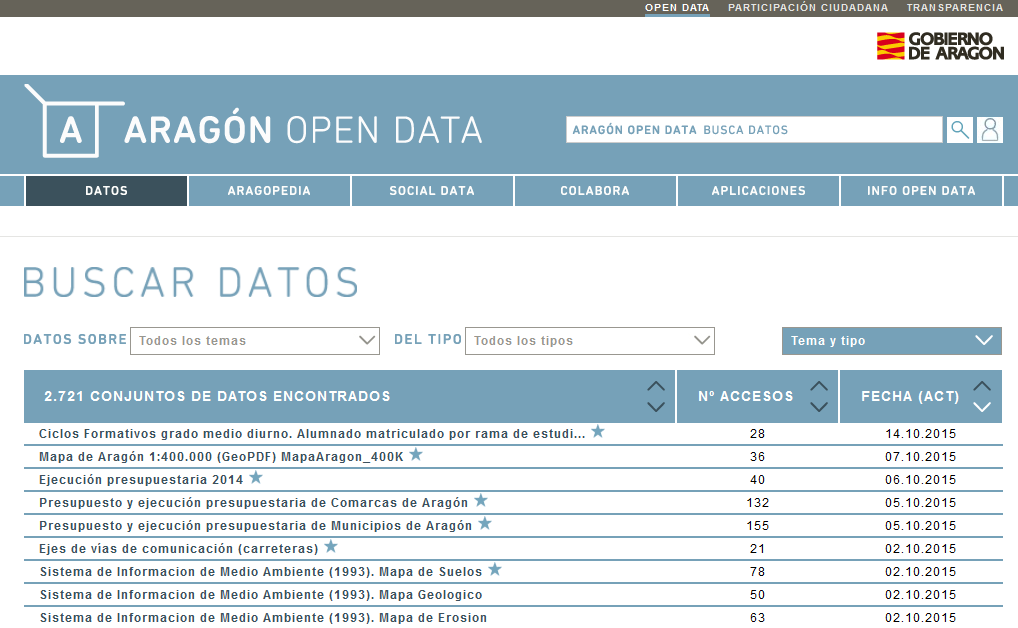 OPEN DATA PARTICIPACIÓN CIUDADANA TRANSPARENCIA
GOBIERNO
DE ARAGON
A ARAGÓN OPEN DATA
ARAGÓN OPEN DATA BUSCA DATOS
DATOS ARAGOPEDIA SOCIAL DATA COLABORA APLICACIONES INFO OPEN DATA
BUSCAR DATOS
DATOS SOBRE Todos los temas DEL TIPO Todos los tipos Tema y tipo
2.721 CONJUNTOS DE DATOS ENCONTRADOS Nº ACCESOS FECHA (ACT)
Ciclos Formativos grado medio diurno. Alumnado matriculado por rama de estudi... 28 14.10.2015
Mapa de Aragón 1:400.000 (GeoPDF) MapaAragon_400K 36 07.10.2015
Ejecución presupuestaria 2014 40 06.10.2015
Presupuesto y ejecución presupuestaria de Comarcas de Aragón 132 05.10.2015
Presupuesto y ejecución presupuestaria de Municipios de Aragón 155 05.10.2015
Ejes de vías de comunicación (carreteras) 21 02.10.2015
Sistema de Informacion de Medio Ambiente (1993). Mapa de Suelos 78 02.10.2015
Sistema de Informacion de Medio Ambiente (1993). Mapa Geologico 50 02.10.2015
Sistema de Informacion de Medio Ambiente (1993). Mapa de Erosion 63 02.10.2015